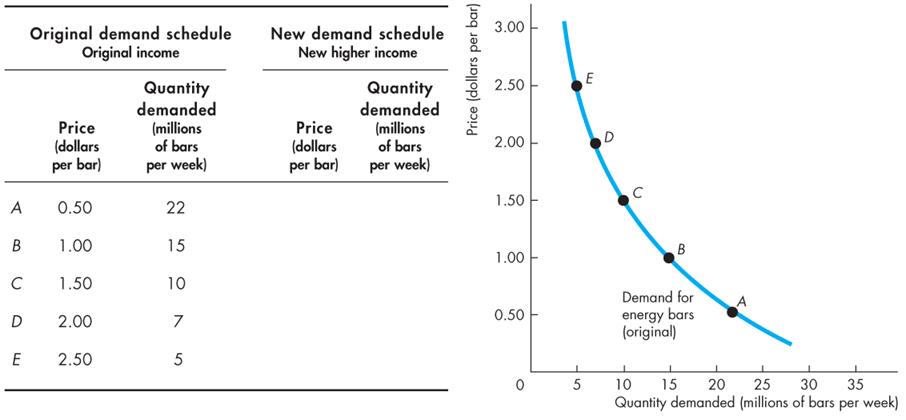 Original demand schedule
Original income
New demand schedule
New higher income
Price
(dollars
per bar)
Quantity
demanded
(millions
of bars
per week)
Price
(dollars
per bar)
Quantity
demanded
(millions
of bars
per week)
A 0.50 22
B 1.00 15
C 1.50 10
D 2.00 7
E 2.50 5
Price (dollars per bar)
3.00
2.50
2.00
1.50
1.00
0.50
E
D
C
B
A
Demand for
energy bars
(original)
0 5 10 15 20 25 30 35
Quantity demanded (millions of bars per week)